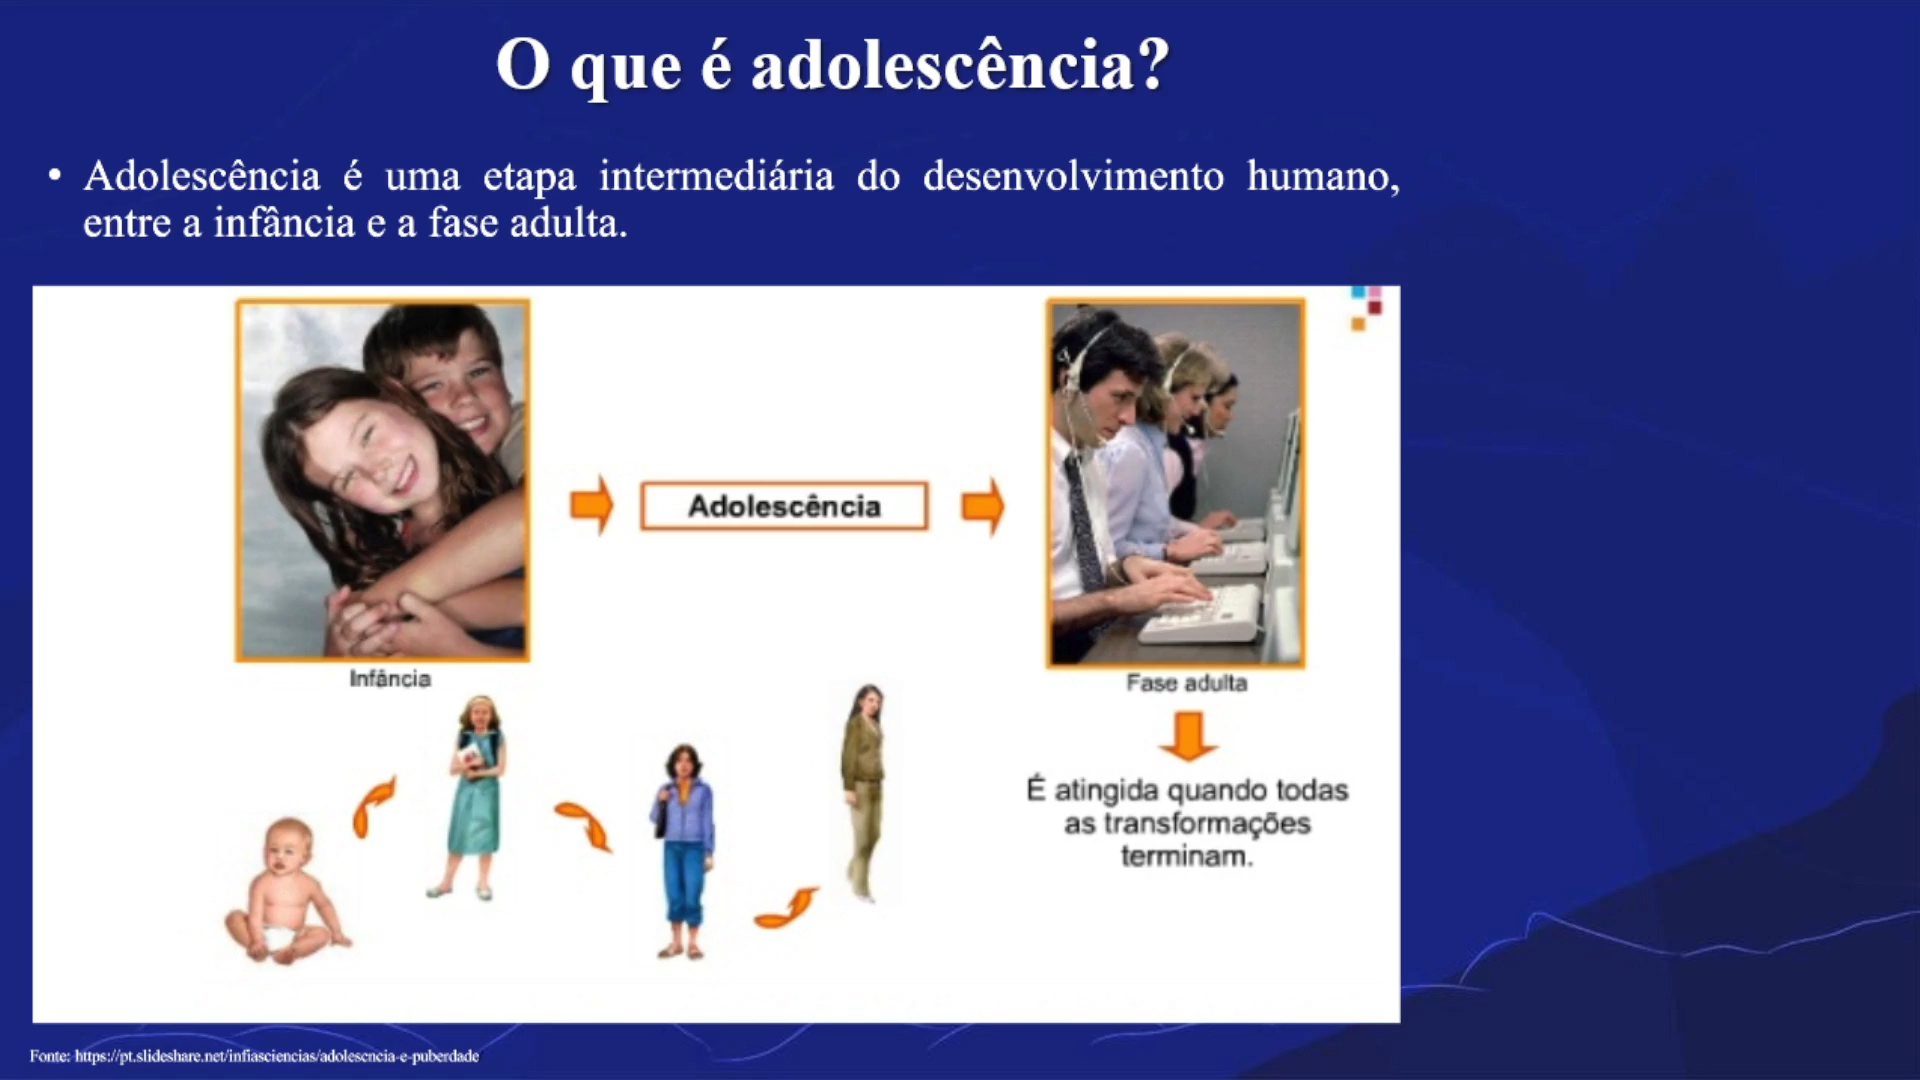 O que é adolescência?
• Adolescência é uma etapa intermediária do desenvolvimento humano,
entre a infância e a fase adulta.
Adolescência
Infância
Fase adulta
É atingida quando todas
as transformações
terminam.
Fonte: https://pt.slideshare.net/infiasciencias/adolescncia-e-puberdade